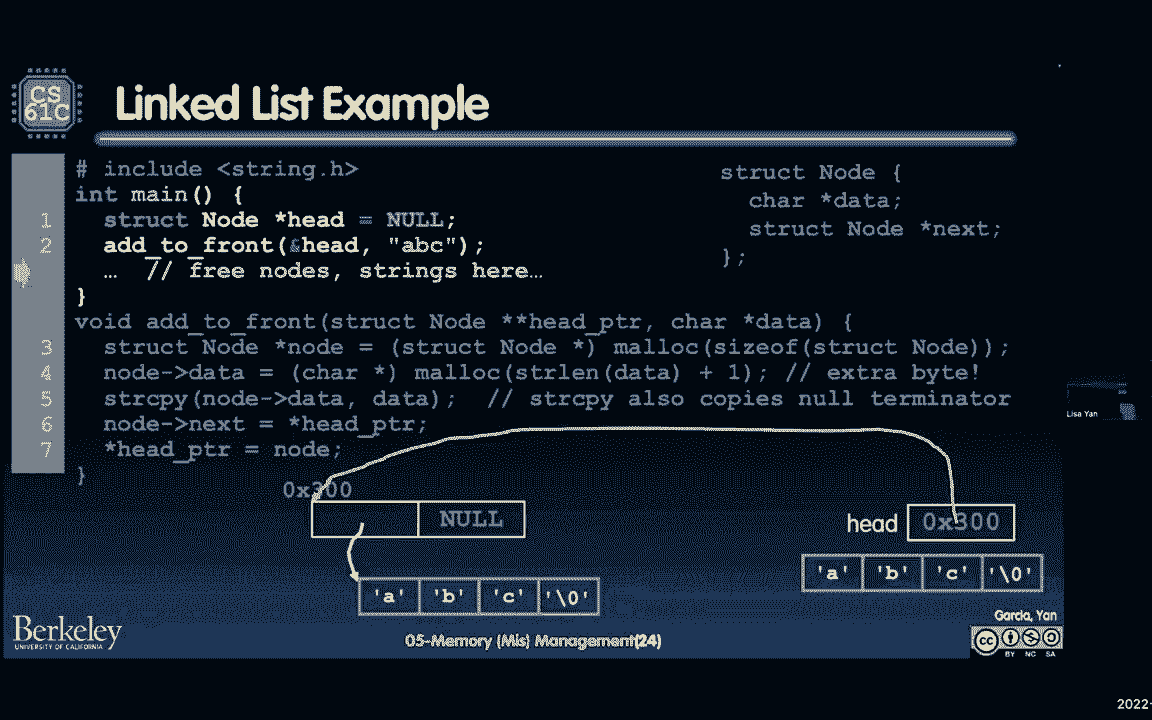 CS
61C
Linked List Example
# include <string.h>
int main() {
1 struct Node *head = NULL;
2 add_to_front(&head, "abc");
… // free nodes, strings here…
}
struct Node {
char *data;
struct Node *next;
};
void add_to_front(struct Node **head_ptr, char *data) {
3 struct Node *node = (struct Node *) malloc(sizeof(struct Node));
4 node->data = (char *) malloc(strlen(data) + 1); // extra byte!
5 strcpy(node->data, data); // strcpy also copies null terminator
6 node->next = *head_ptr;
7 *head_ptr = node;
}
Lisa Yan
0x300
NULL
head 0x300
'a' 'b' 'c' '\0'
'a' 'b' 'c' '\0'
Berkeley
UNIVERSITY OF CALIFORNIA
05-Memory (Mis) Management(24)
Garcia, Yan
cc
BY NC SA
2022-